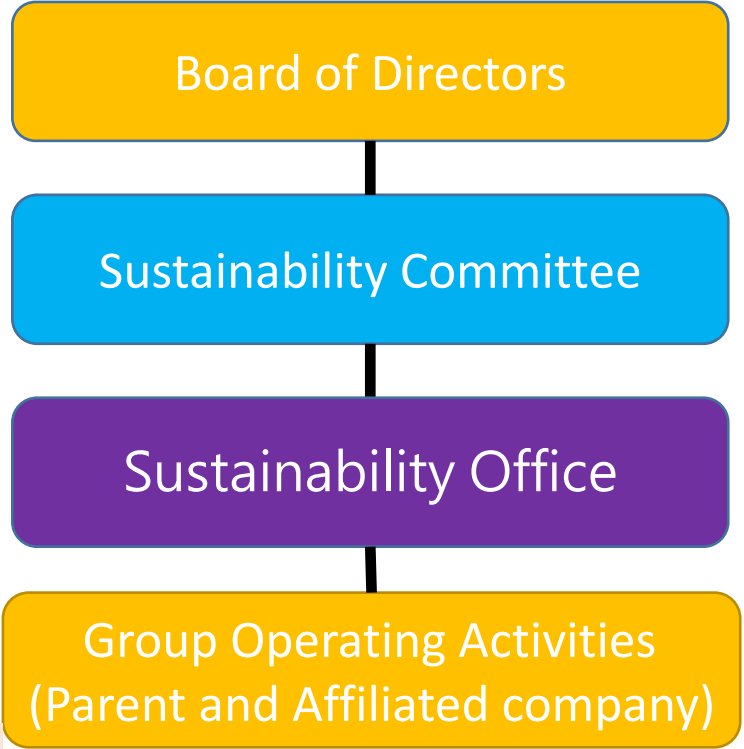 Board of Directors
Sustainability Committee
Sustainability Office
Group Operating Activities
(Parent and Affiliated company)